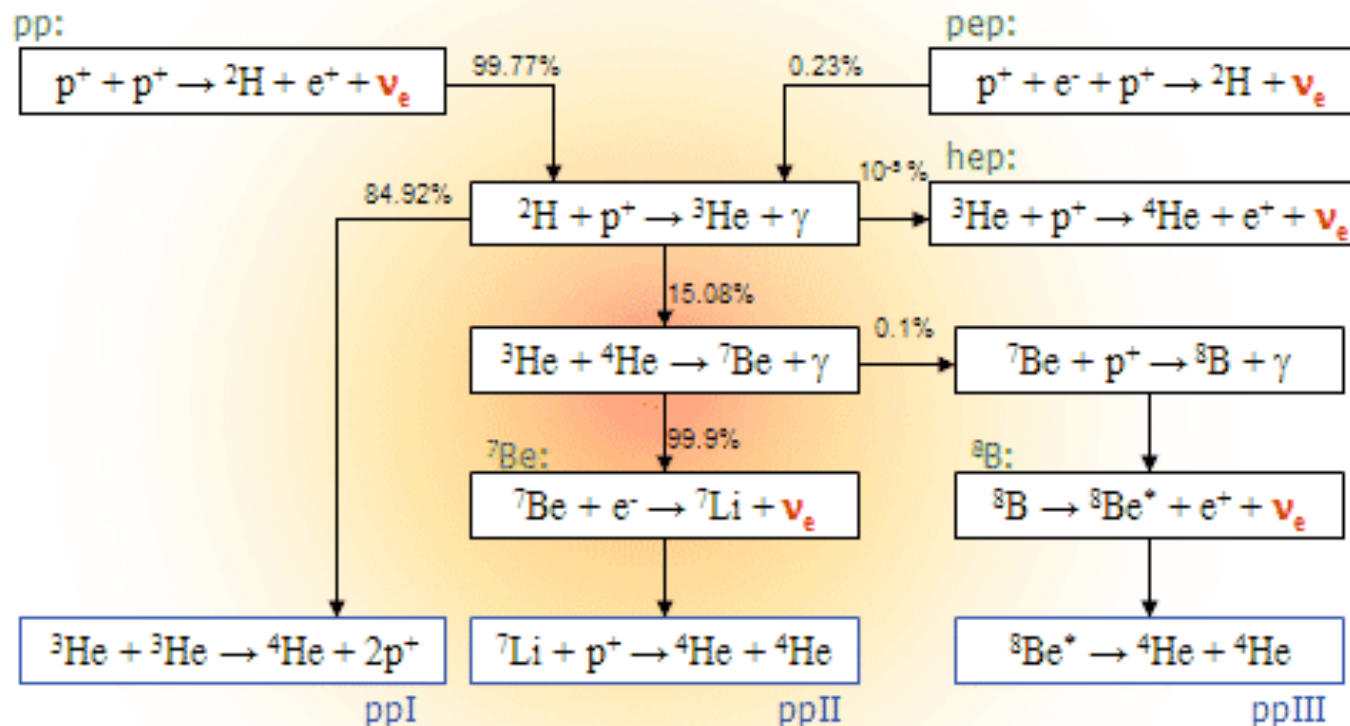 pp:
pep:
p⁺ + p⁺ → ²H + e⁺ + νₑ
99.77%
0.23%
p⁺ + e⁻ + p⁺ → ²H + νₑ
hep:
84.92%
²H + p⁺ → ³He + γ
10⁻⁵ %
³He + p⁺ → ⁴He + e⁺ + νₑ
15.08%
³He + ⁴He → ⁷Be + γ
0.1%
⁷Be + p⁺ → ⁸B + γ
99.9%
⁷Be:
⁸B:
⁷Be + e⁻ → ⁷Li + νₑ
⁸B → ⁸Be* + e⁺ + νₑ
³He + ³He → ⁴He + 2p⁺
⁷Li + p⁺ → ⁴He + ⁴He
⁸Be* → ⁴He + ⁴He
ppI
ppII
ppIII